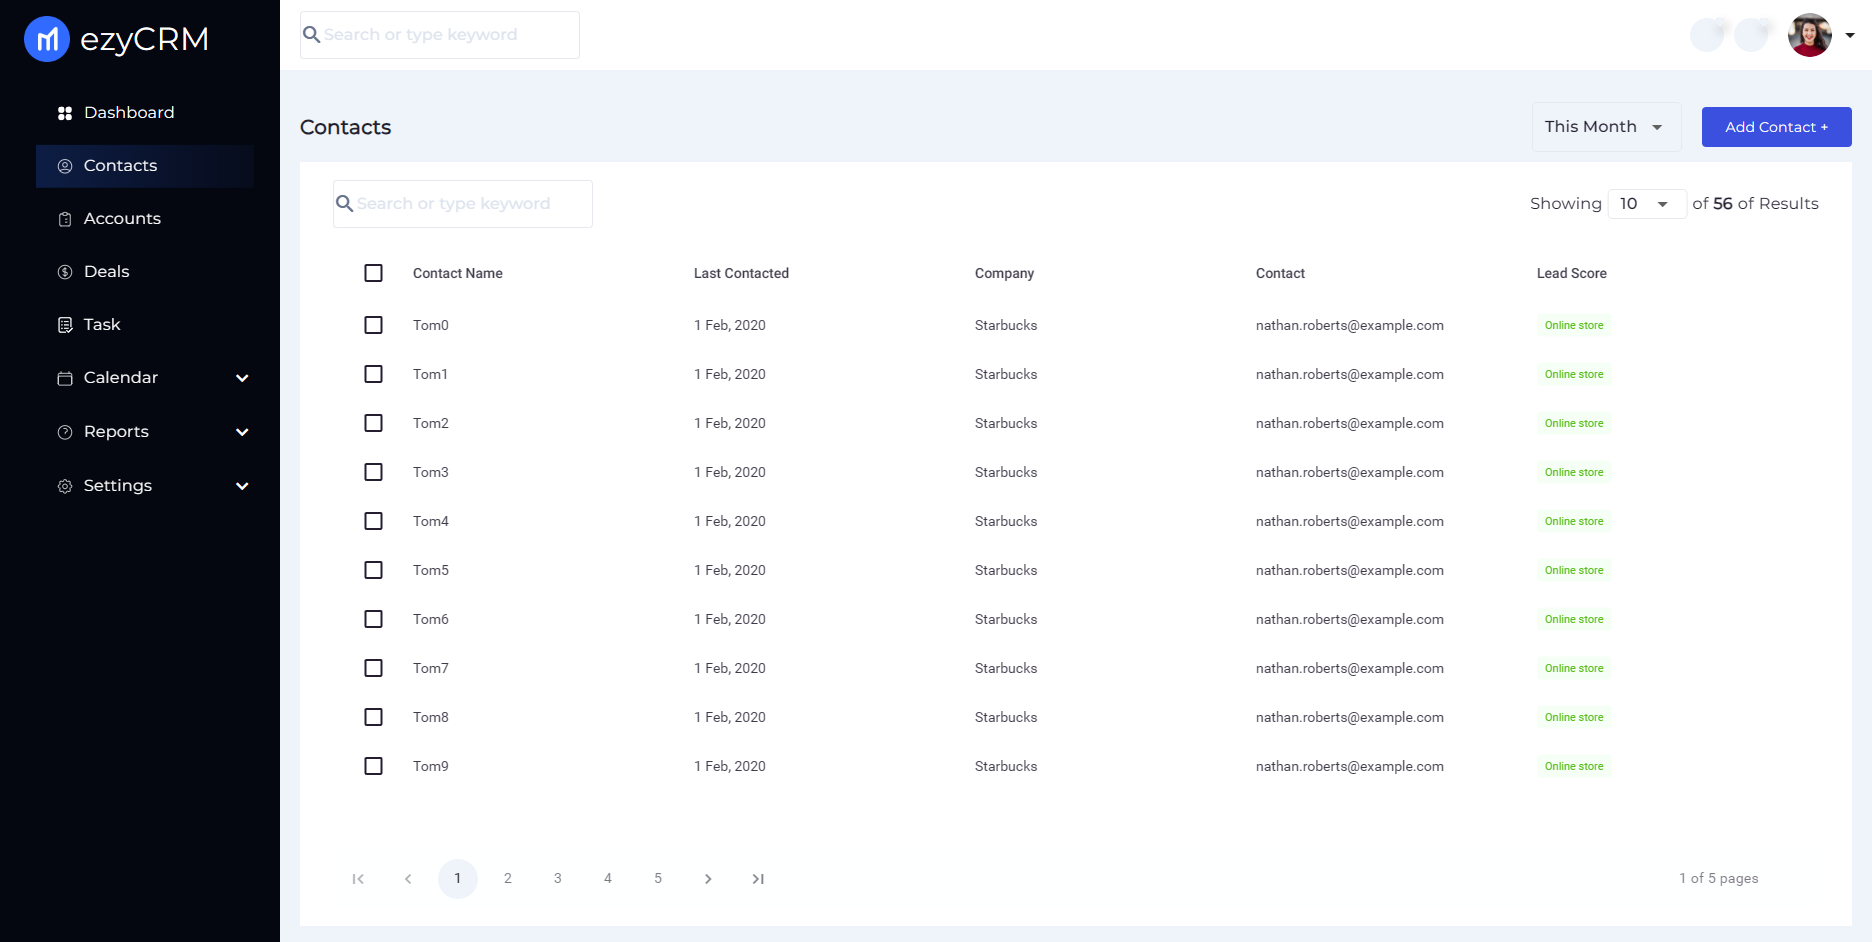 ezyCRM
Search or type keyword
Dashboard
Contacts
Accounts
Deals
Task
Calendar
Reports
Settings
Contacts
This Month
Add Contact +
Search or type keyword
Showing 10 of 56 of Results
Contact Name Last Contacted Company Contact Lead Score
Tom0 1 Feb, 2020 Starbucks nathan.roberts@example.com Online store
Tom1 1 Feb, 2020 Starbucks nathan.roberts@example.com Online store
Tom2 1 Feb, 2020 Starbucks nathan.roberts@example.com Online store
Tom3 1 Feb, 2020 Starbucks nathan.roberts@example.com Online store
Tom4 1 Feb, 2020 Starbucks nathan.roberts@example.com Online store
Tom5 1 Feb, 2020 Starbucks nathan.roberts@example.com Online store
Tom6 1 Feb, 2020 Starbucks nathan.roberts@example.com Online store
Tom7 1 Feb, 2020 Starbucks nathan.roberts@example.com Online store
Tom8 1 Feb, 2020 Starbucks nathan.roberts@example.com Online store
Tom9 1 Feb, 2020 Starbucks nathan.roberts@example.com Online store
1 2 3 4 5
1 of 5 pages